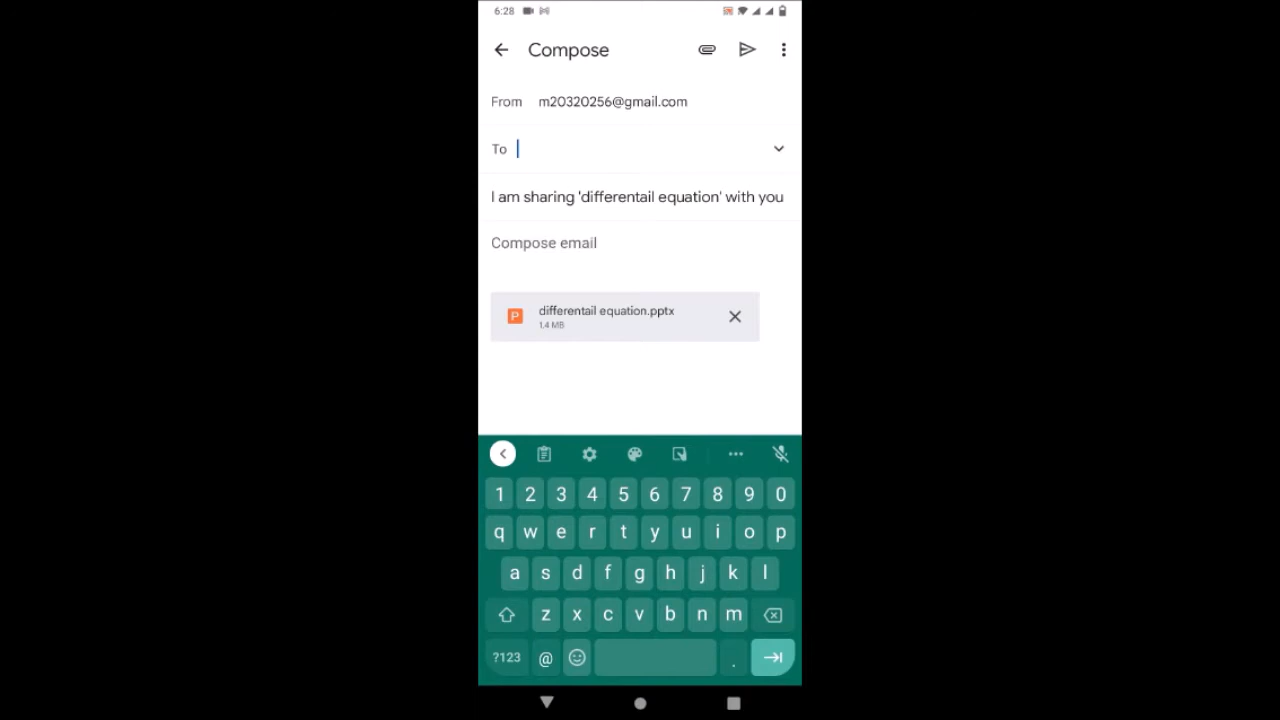 6:28
Compose
From m20320256@gmail.com
To
I am sharing 'differentail equation' with you
Compose email
P
differentail equation.pptx
1.4 MB
1 2 3 4 5 6 7 8 9 0
q w e r t y u i o p
a s d f g h j k l
z x c v b n m
?123 @ .